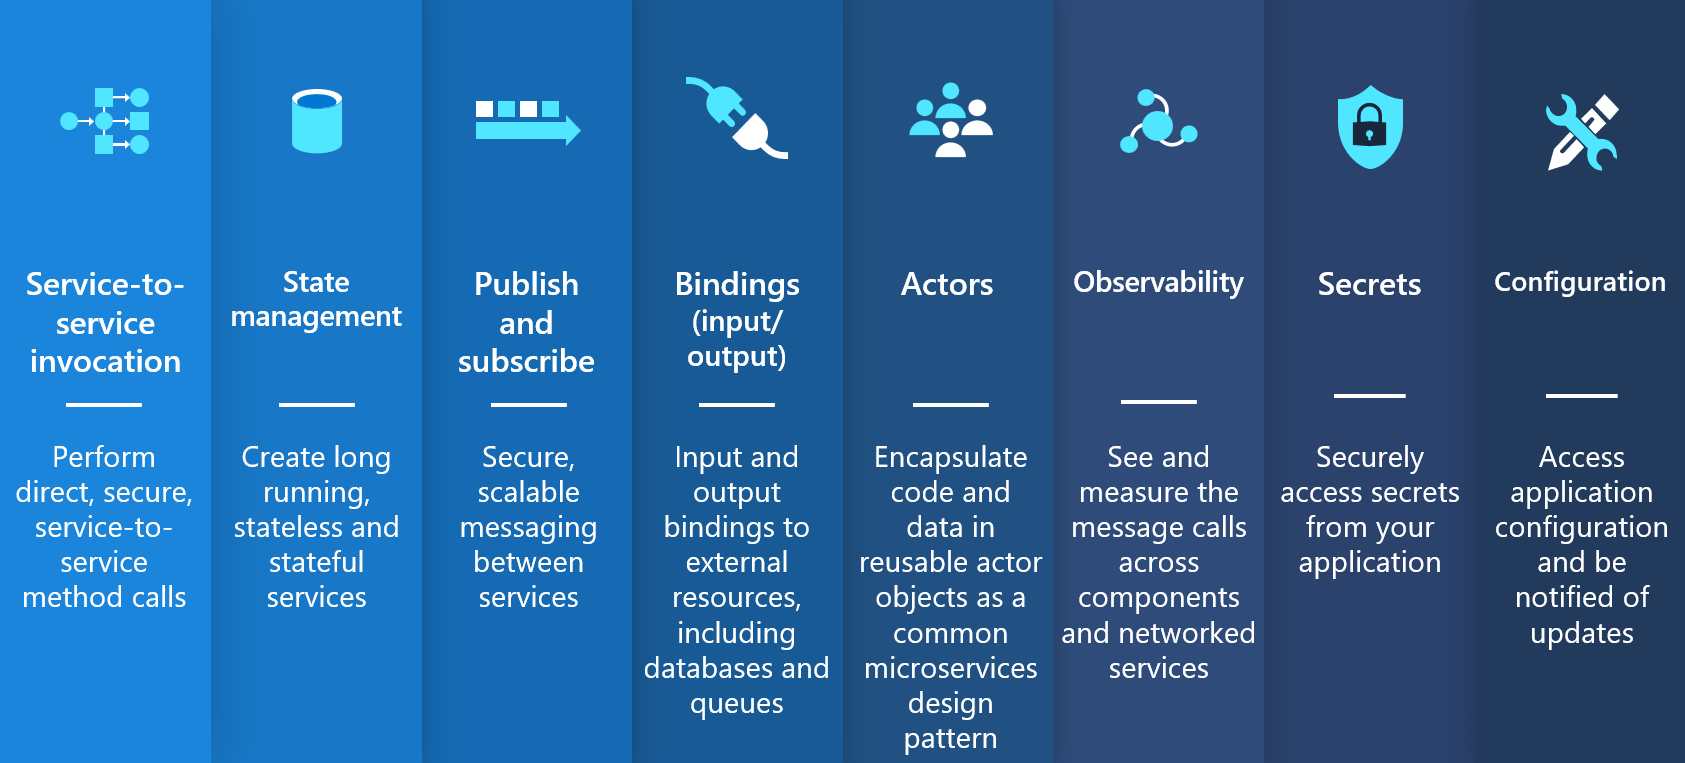 Service-to-
service
invocation
Perform
direct, secure,
service-to-
service
method calls
State
management
Create long
running,
stateless and
stateful
services
Publish
and
subscribe
Secure,
scalable
messaging
between
services
Bindings
(input/
output)
Input and
output
bindings to
external
resources,
including
databases and
queues
Actors
Encapsulate
code and
data in
reusable actor
objects as a
common
microservices
design
pattern
Observability
See and
measure the
message calls
across
components
and networked
services
Secrets
Securely
access secrets
from your
application
Configuration
Access
application
configuration
and be
notified of
updates